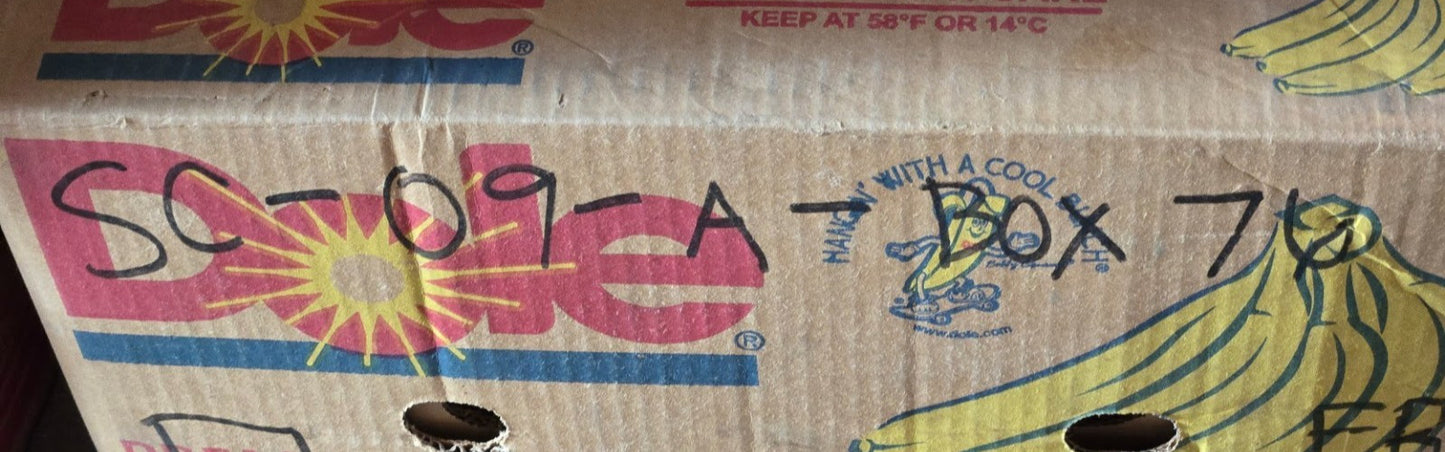 Dole®
KEEP AT 58°F OR 14°C
Dole®
SC-09-A-Box 76
HANGIN' WITH A COOL BUNCH®
www.dole.com